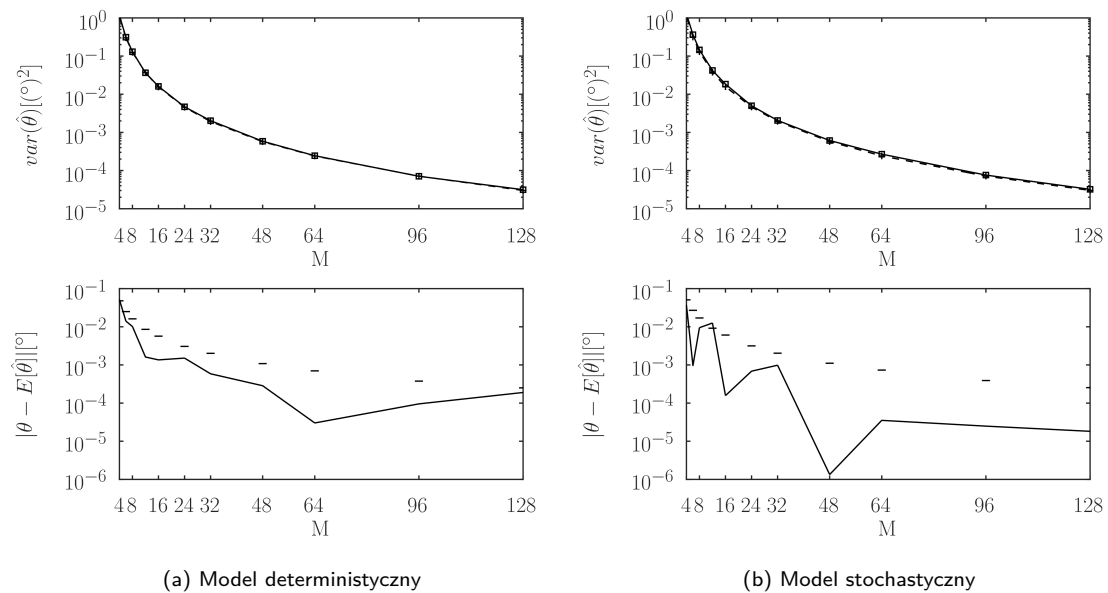 10⁰
10⁻¹
10⁻²
10⁻³
10⁻⁴
10⁻⁵
var(θ̂)[(°)²]
4 8 16 24 32 48 64 96 128
M
10⁰
10⁻¹
10⁻²
10⁻³
10⁻⁴
10⁻⁵
var(θ̂)[(°)²]
4 8 16 24 32 48 64 96 128
M
10⁻¹
10⁻²
10⁻³
10⁻⁴
10⁻⁵
10⁻⁶
|θ − E[θ̂]|[°]
4 8 16 24 32 48 64 96 128
M
10⁻¹
10⁻²
10⁻³
10⁻⁴
10⁻⁵
10⁻⁶
|θ − E[θ̂]|[°]
4 8 16 24 32 48 64 96 128
M
(a) Model deterministyczny
(b) Model stochastyczny